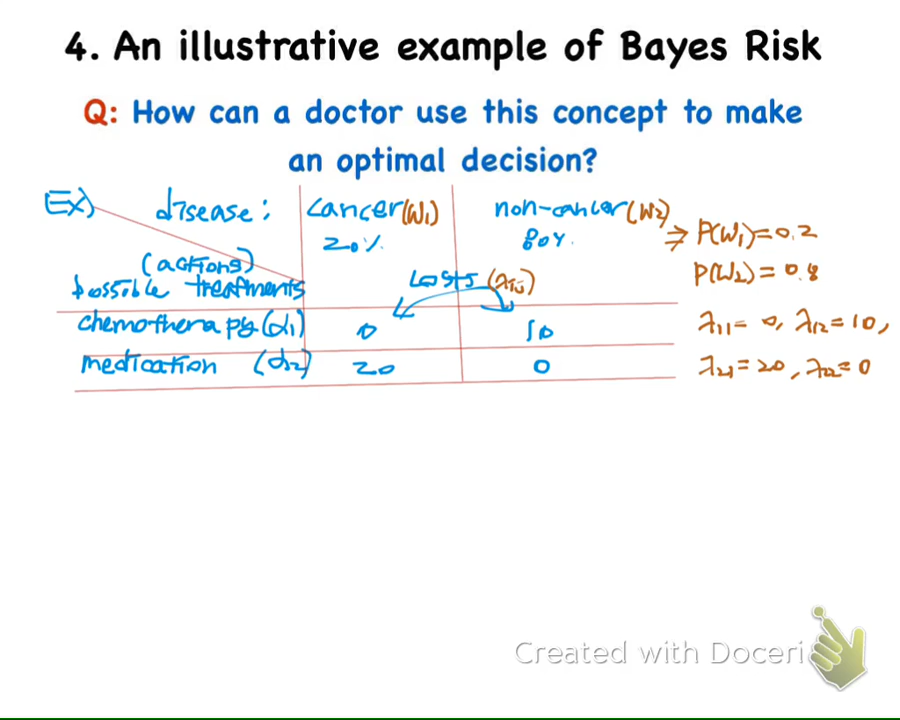 4. An illustrative example of Bayes Risk
Q: How can a doctor use this concept to make
an optimal decision?
Ex) disease: cancer (ω₁) non-cancer (ω₂)
20% 80% ⇒ P(ω₁)=0.2
(actions)
possible treatments costs (λᵢⱼ) P(ω₂)=0.8
chemotherapy (α₁) 0 10 λ₁₁= 0, λ₁₂=10,
medication (α₂) 20 0 λ₂₁=20, λ₂₂=0
Created with Doceri